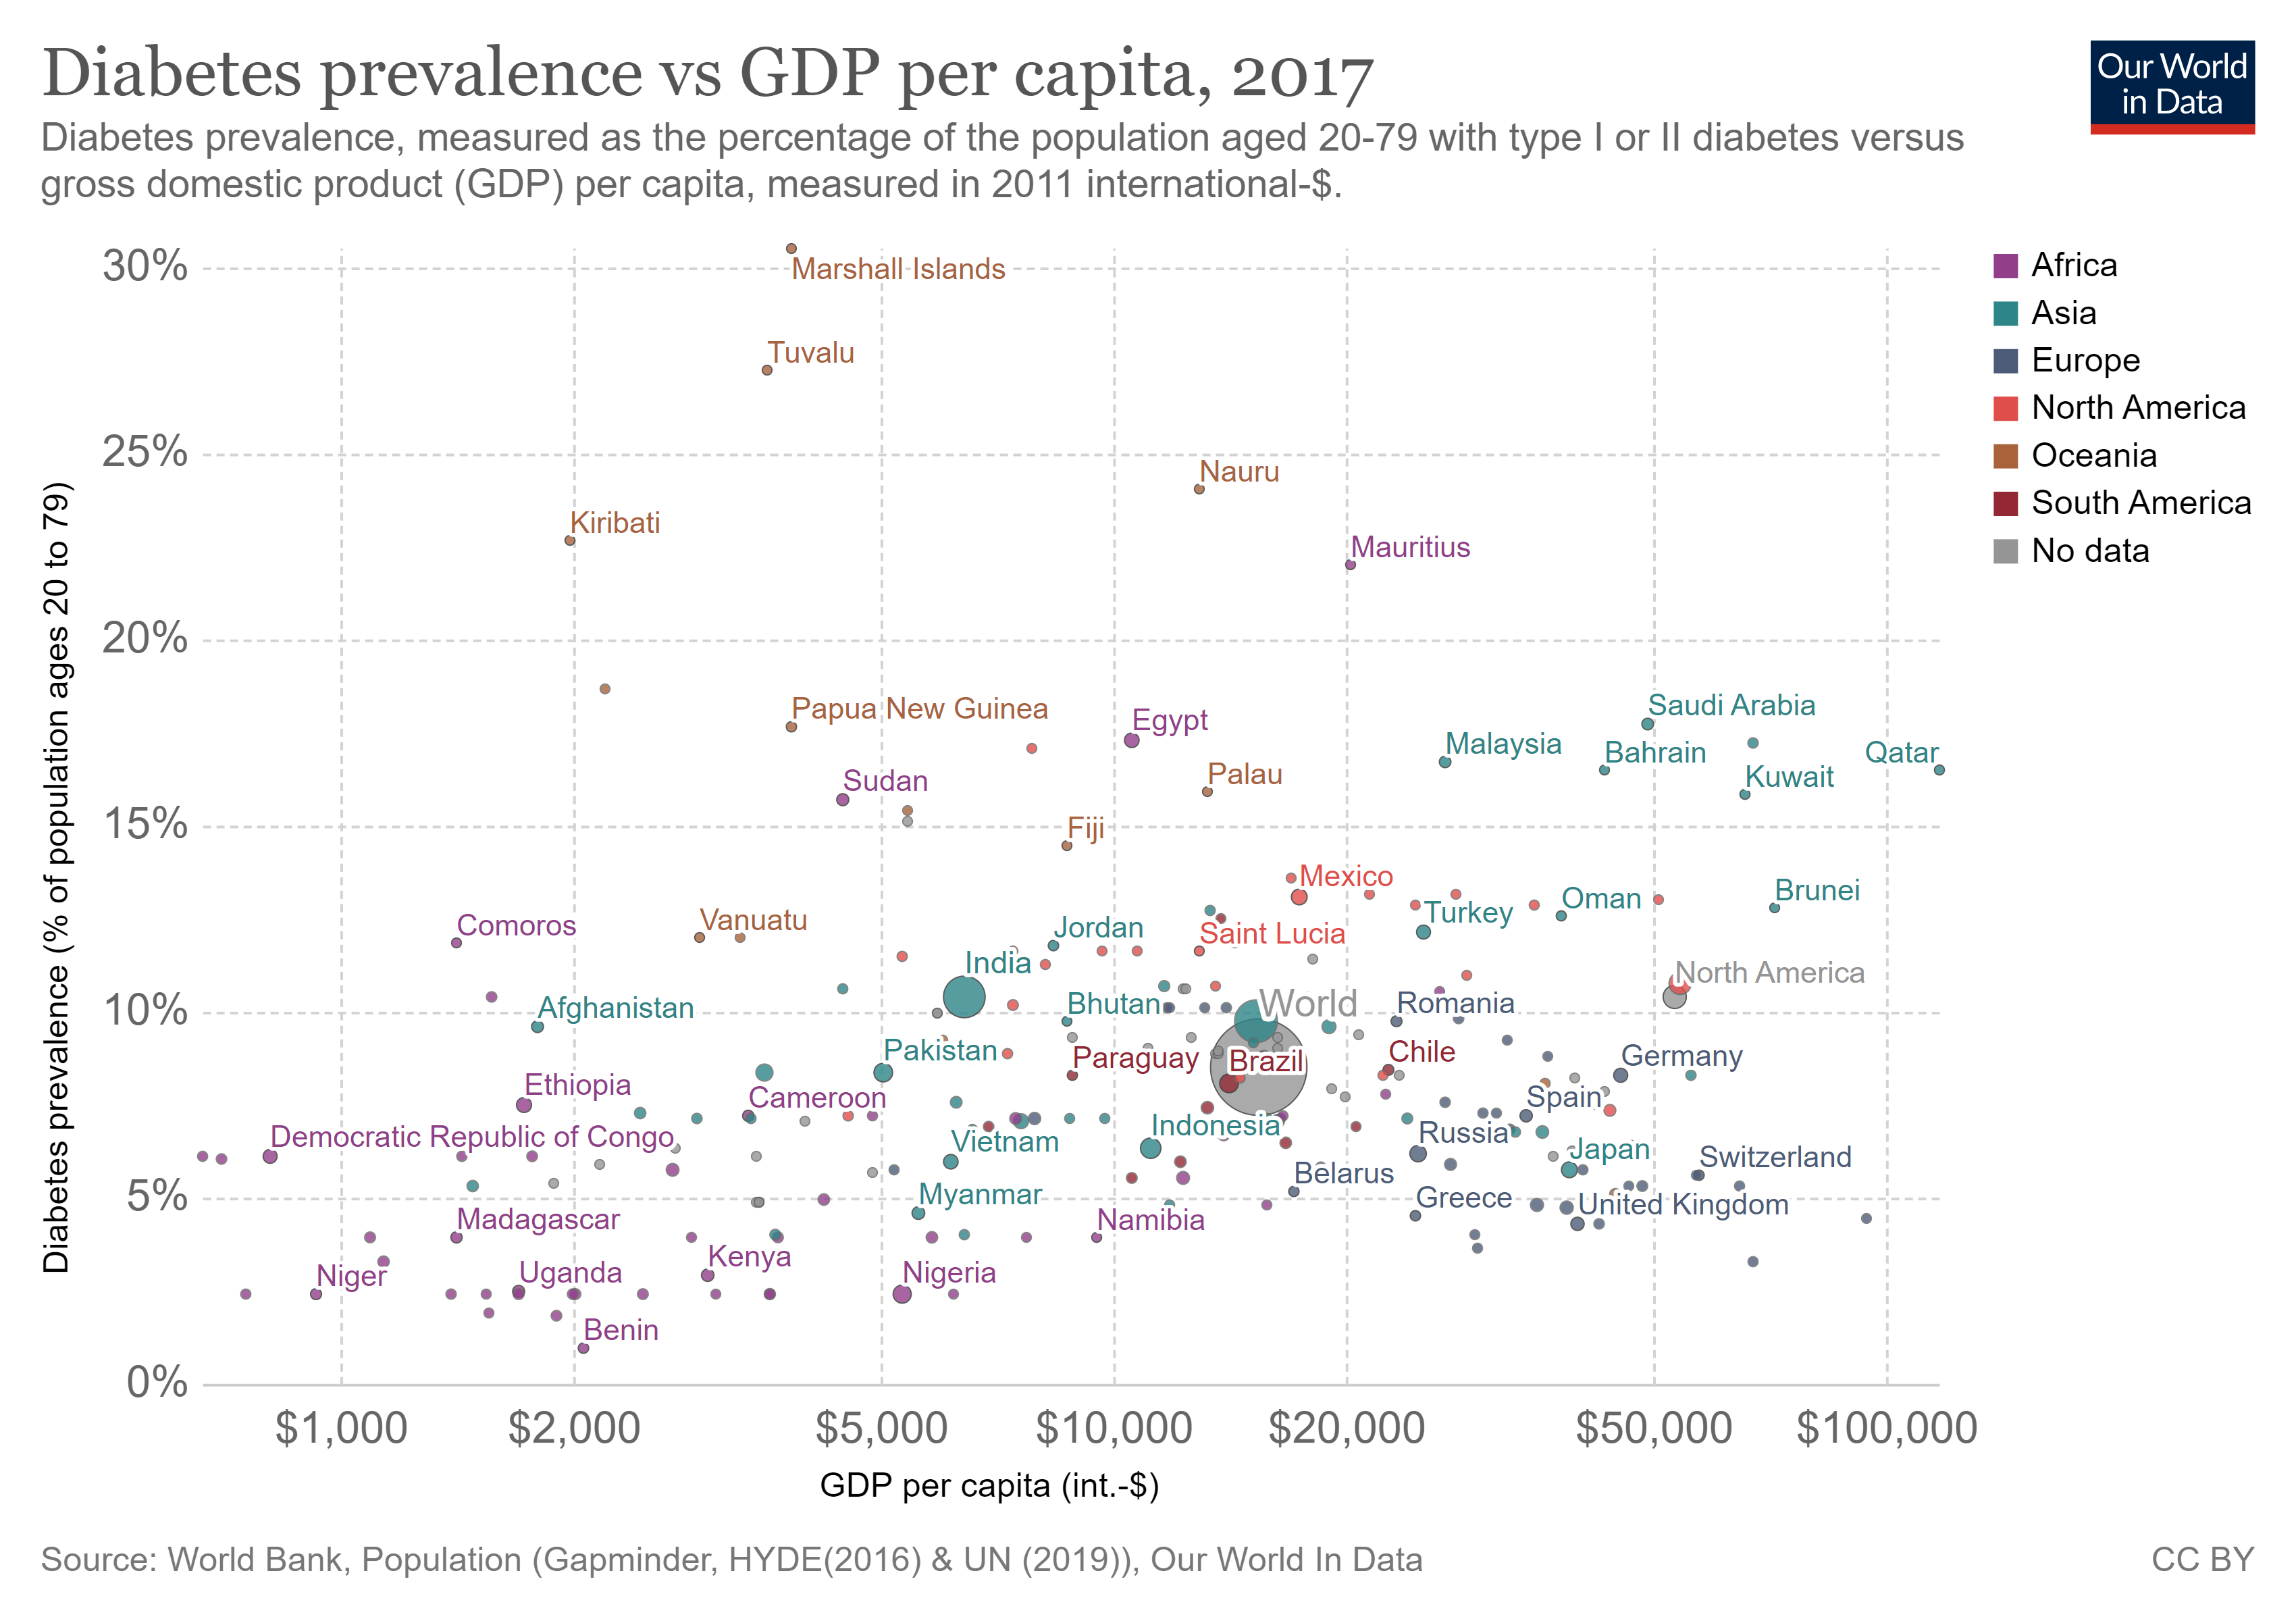 Diabetes prevalence vs GDP per capita, 2017
Our World
in Data
Diabetes prevalence, measured as the percentage of the population aged 20-79 with type I or II diabetes versus
gross domestic product (GDP) per capita, measured in 2011 international-$.
30%
25%
20%
15%
10%
5%
0%
Diabetes prevalence (% of population ages 20 to 79)
Marshall Islands
Tuvalu
Nauru
Kiribati
Mauritius
Papua New Guinea
Egypt
Saudi Arabia
Malaysia
Bahrain
Qatar
Kuwait
Palau
Sudan
Fiji
Mexico
Brunei
Oman
Turkey
Comoros
Vanuatu
Jordan
Saint Lucia
India
North America
Afghanistan
Bhutan
World
Romania
Pakistan
Paraguay
Brazil
Chile
Germany
Ethiopia
Cameroon
Spain
Democratic Republic of Congo
Vietnam
Indonesia
Russia
Japan
Switzerland
Belarus
Myanmar
Greece
United Kingdom
Madagascar
Namibia
Kenya
Niger
Uganda
Nigeria
Benin
$1,000
$2,000
$5,000
$10,000
$20,000
$50,000
$100,000
GDP per capita (int.-$)
Africa
Asia
Europe
North America
Oceania
South America
No data
Source: World Bank, Population (Gapminder, HYDE(2016) & UN (2019)), Our World In Data
CC BY